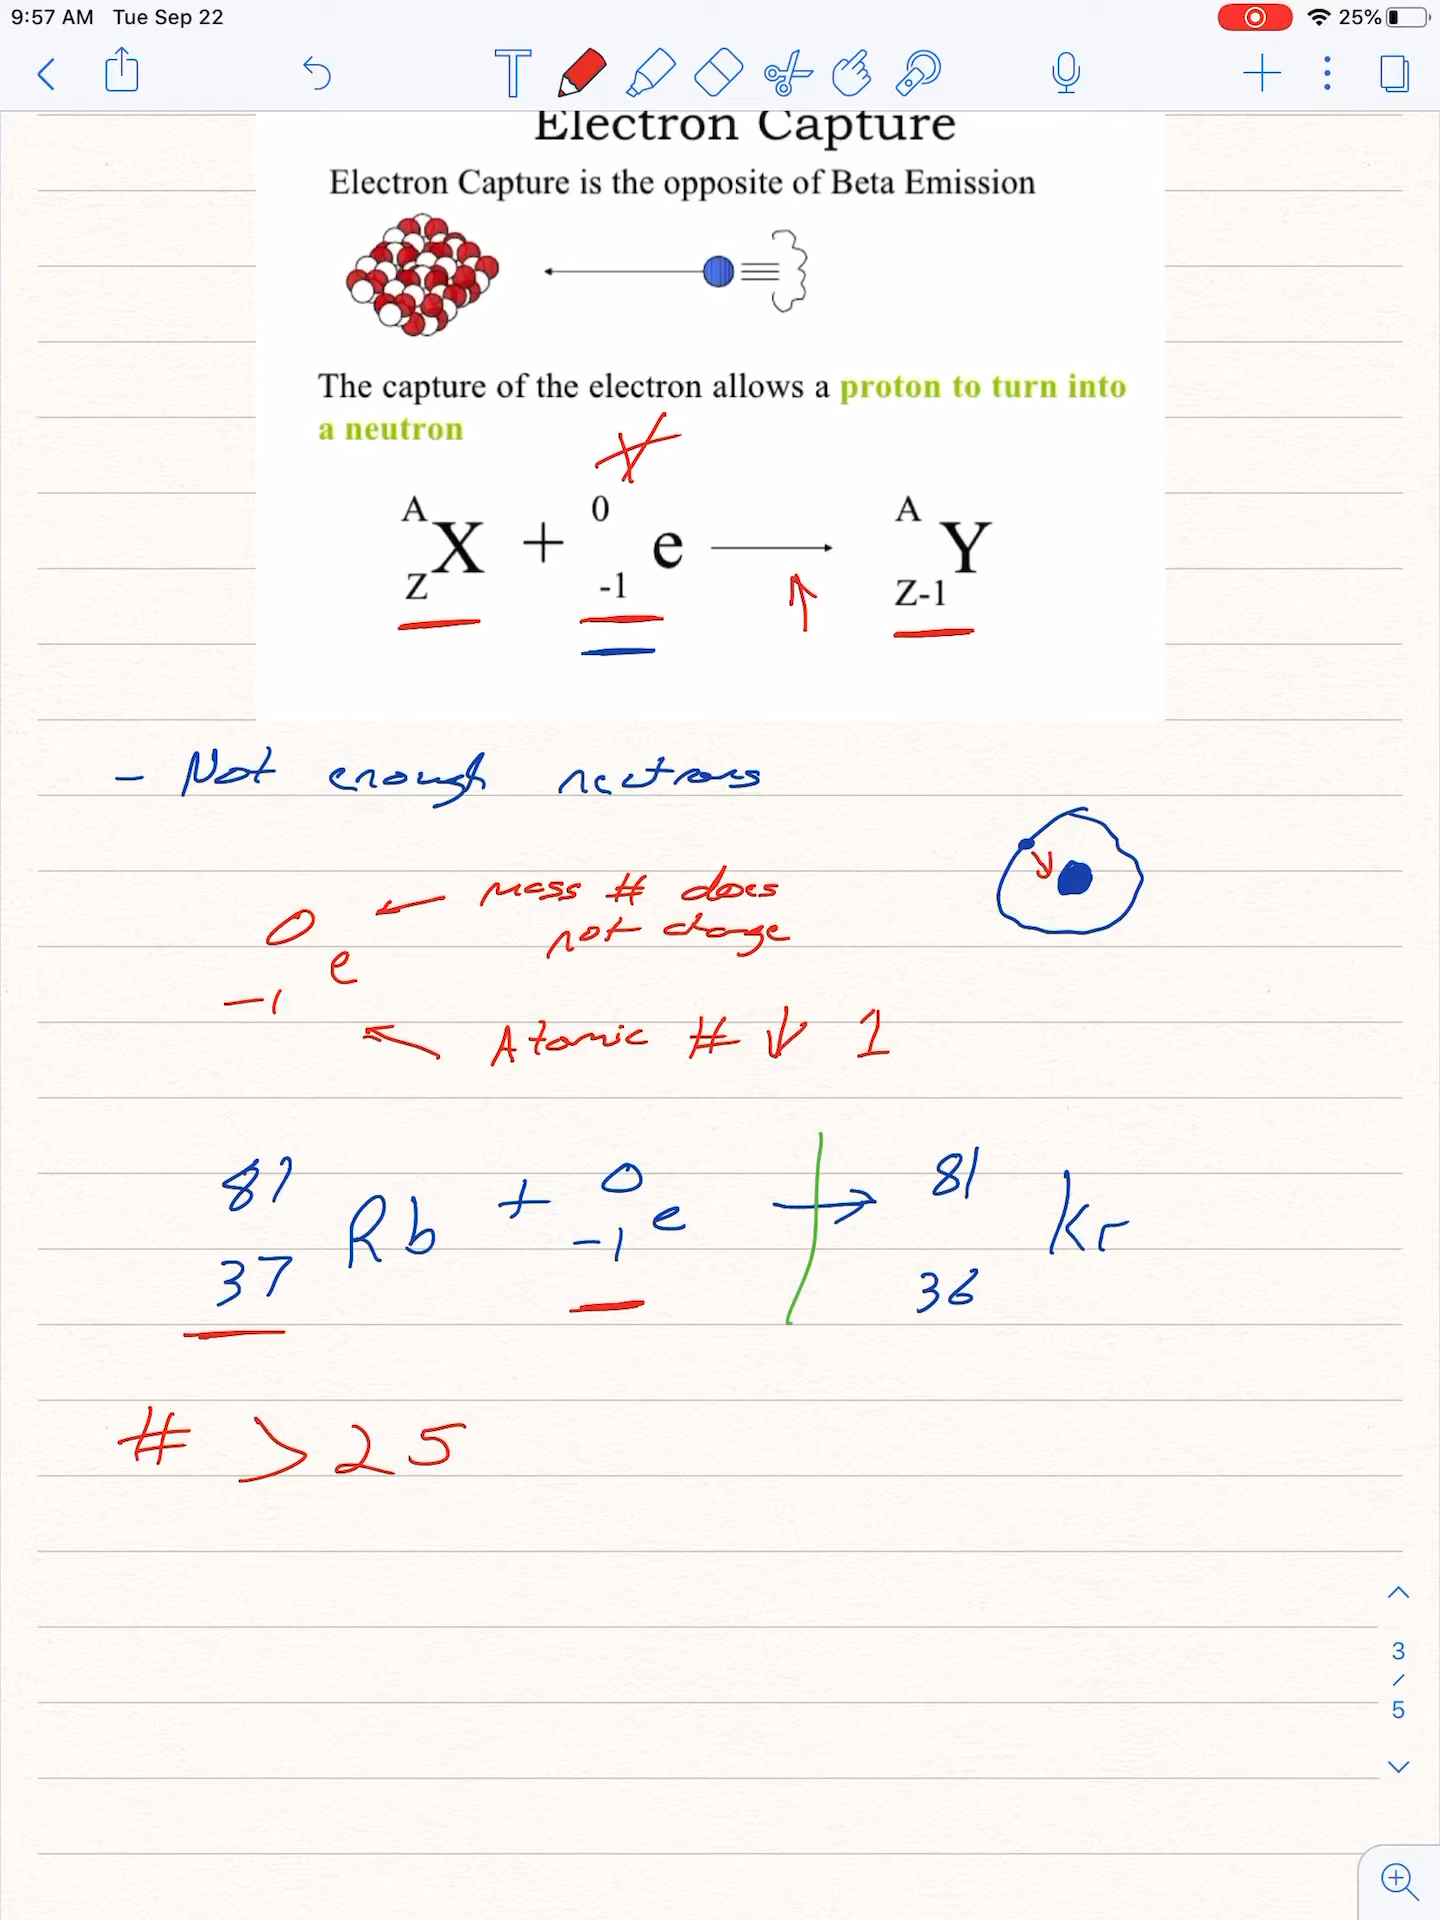 9:57 AM Tue Sep 22
25%
T
Electron Capture
Electron Capture is the opposite of Beta Emission
The capture of the electron allows a proton to turn into
a neutron
A 0 A
X + e → Y
Z -1 Z-1
- Not enough neutrons
0 ← mass # does
not change
e
-1
← Atomic # ↓ 1
81 0 81
Rb + e → Kr
37 -1 36
# > 25
3
/
5